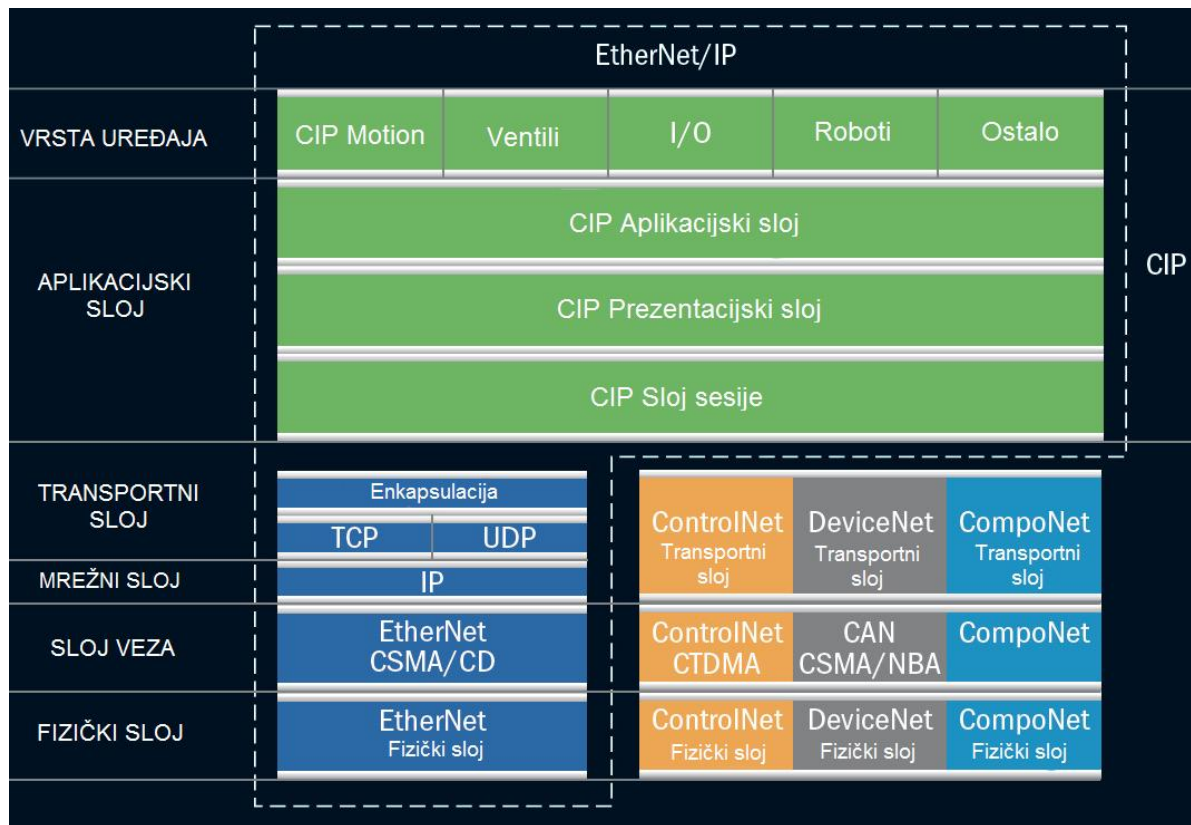 EtherNet/IP
VRSTA UREĐAJA
CIP Motion
Ventili
I/O
Roboti
Ostalo
APLIKACIJSKI
SLOJ
CIP Aplikacijski sloj
CIP Prezentacijski sloj
CIP Sloj sesije
CIP
TRANSPORTNI
SLOJ
Enkapsulacija
TCP
UDP
ControlNet
Transportni
sloj
DeviceNet
Transportni
sloj
CompoNet
Transportni
sloj
MREŽNI SLOJ
IP
SLOJ VEZA
EtherNet
CSMA/CD
ControlNet
CTDMA
CAN
CSMA/NBA
CompoNet
FIZIČKI SLOJ
EtherNet
Fizički sloj
ControlNet
Fizički sloj
DeviceNet
Fizički sloj
CompoNet
Fizički sloj